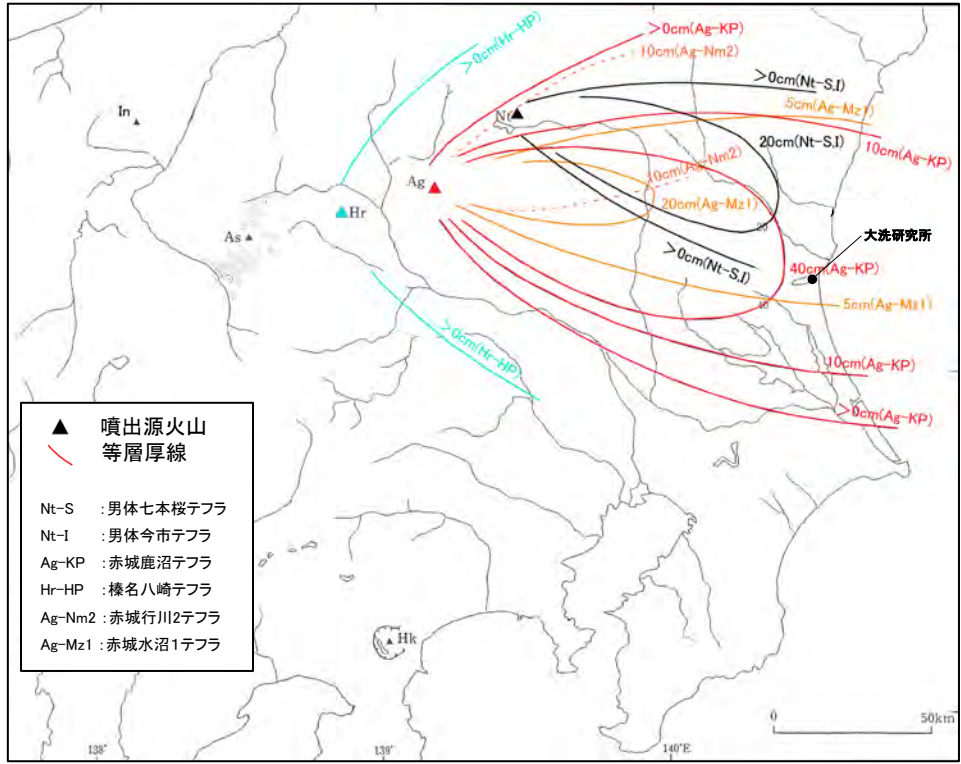 >0cm(Ag-KP)
>0cm(Hr-HP)
10cm(Ag-Nm2)
>0cm(Nt-S,I)
5cm(Ag-Mz1)
In
Nt
20cm(Nt-S,I)
10cm(Ag-KP)
10cm(Ag-Nm2)
Ag
20cm(Ag-Mz1)
Hr
20
As
大洗研究所
>0cm(Nt-S,I)
40cm(Ag-KP)
40
5cm(Ag-Mz1)
>0cm(Hr-HP)
10cm(Ag-KP)
>0cm(Ag-KP)
▲ 噴出源火山
等層厚線
Nt-S :男体七本桜テフラ
Nt-I :男体今市テフラ
Ag-KP :赤城鹿沼テフラ
Hr-HP :榛名八崎テフラ
Ag-Nm2 :赤城行川2テフラ
Ag-Mz1 :赤城水沼1テフラ
Hk
0 50km
138° 139° 140°E